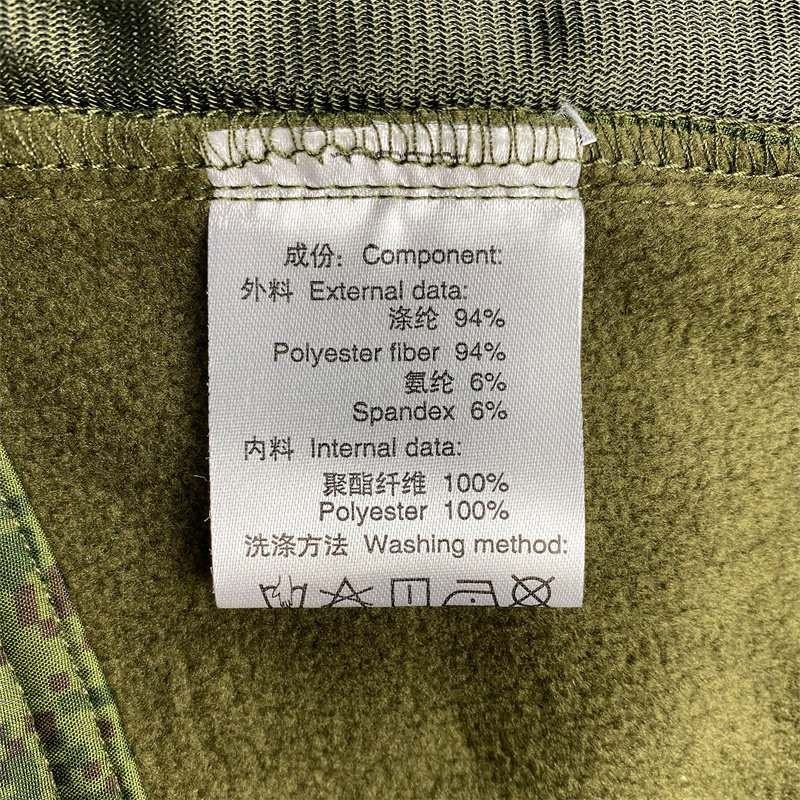 成份：Component:
外料 External data:
涤纶 94%
Polyester fiber 94%
氨纶 6%
Spandex 6%
内料 Internal data:
聚酯纤维 100%
Polyester 100%
洗涤方法 Washing method: